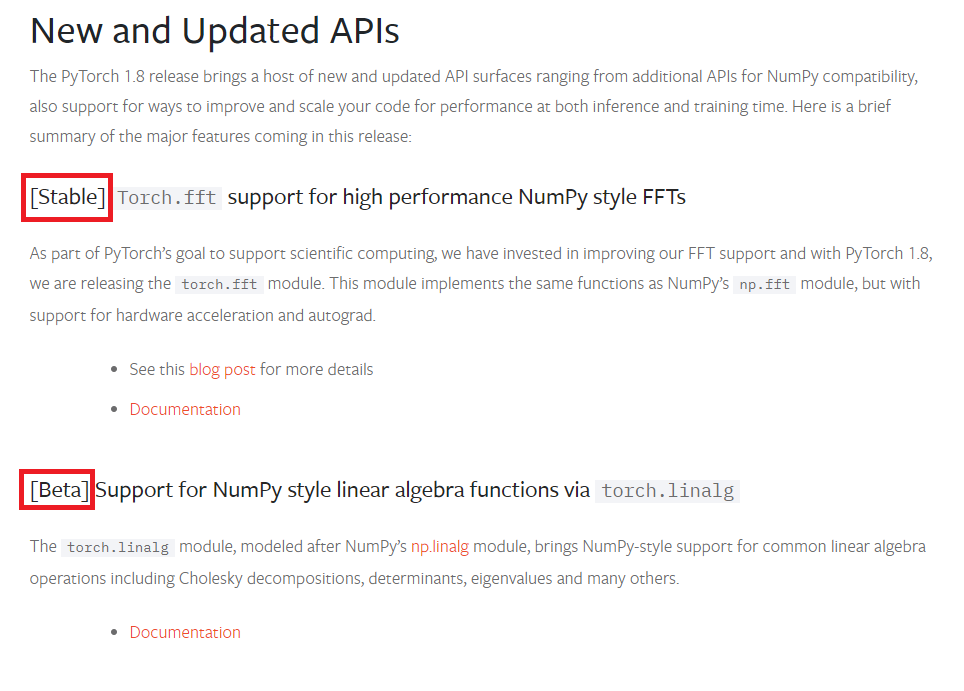 New and Updated APIs
The PyTorch 1.8 release brings a host of new and updated API surfaces ranging from additional APIs for NumPy compatibility,
also support for ways to improve and scale your code for performance at both inference and training time. Here is a brief
summary of the major features coming in this release:
[Stable] Torch.fft support for high performance NumPy style FFTs
As part of PyTorch’s goal to support scientific computing, we have invested in improving our FFT support and with PyTorch 1.8,
we are releasing the torch.fft module. This module implements the same functions as NumPy’s np.fft module, but with
support for hardware acceleration and autograd.
• See this blog post for more details
• Documentation
[Beta] Support for NumPy style linear algebra functions via torch.linalg
The torch.linalg module, modeled after NumPy’s np.linalg module, brings NumPy-style support for common linear algebra
operations including Cholesky decompositions, determinants, eigenvalues and many others.
• Documentation